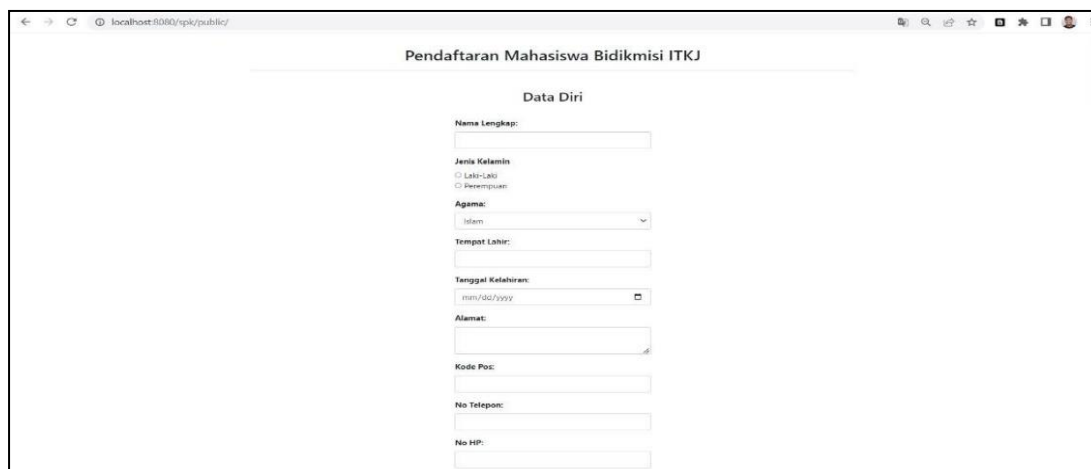 localhost:8080/spk/public/
Pendaftaran Mahasiswa Bidikmisi ITKJ
Data Diri
Nama Lengkap:
Jenis Kelamin
Laki-Laki
Perempuan
Agama:
Islam
Tempat Lahir:
Tanggal Kelahiran:
mm/dd/yyyy
Alamat:
Kode Pos:
No Telepon:
No HP: